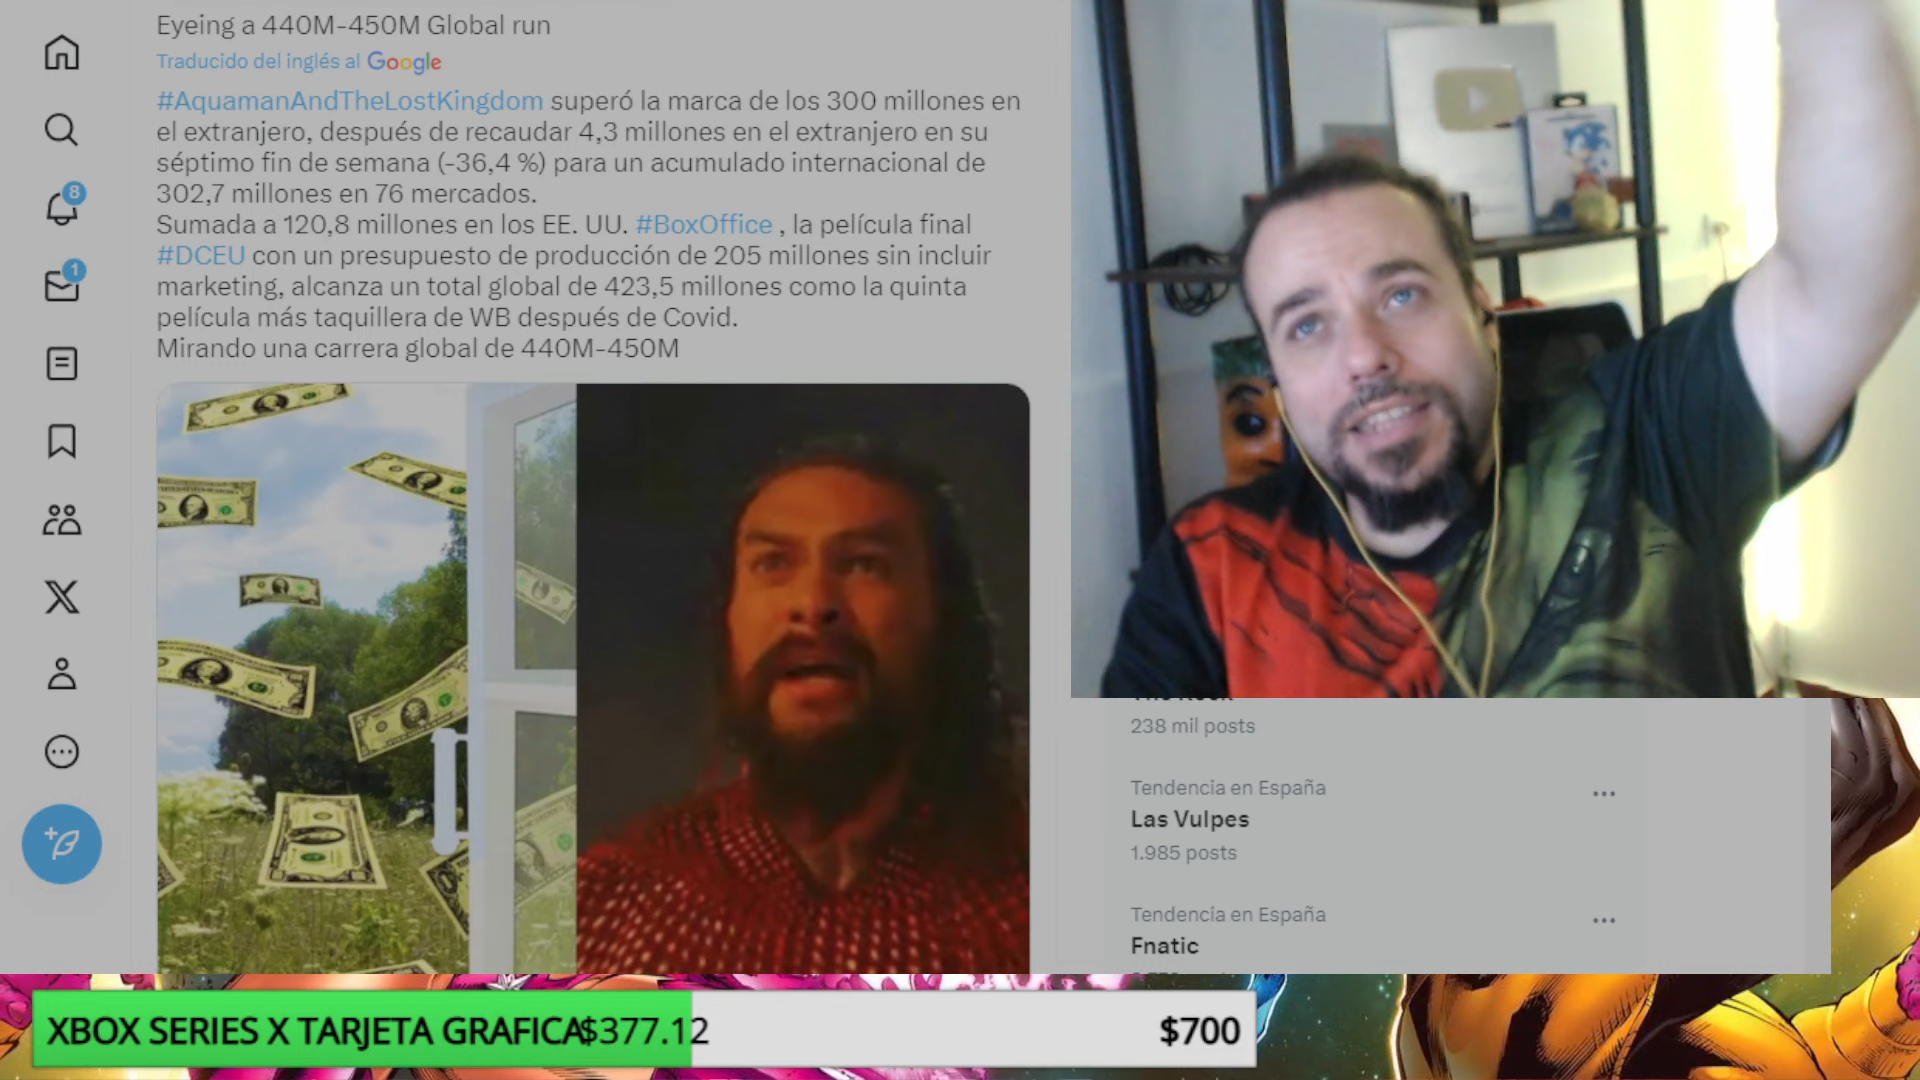 Eyeing a 440M-450M Global run
Traducido del inglés al Google
#AquamanAndTheLostKingdom superó la marca de los 300 millones en
el extranjero, después de recaudar 4,3 millones en el extranjero en su
séptimo fin de semana (-36,4 %) para un acumulado internacional de
302,7 millones en 76 mercados.
Sumada a 120,8 millones en los EE. UU. #BoxOffice , la película final
#DCEU con un presupuesto de producción de 205 millones sin incluir
marketing, alcanza un total global de 423,5 millones como la quinta
película más taquillera de WB después de Covid.
Mirando una carrera global de 440M-450M
8
1
238 mil posts
Tendencia en España
Las Vulpes
1.985 posts
Tendencia en España
Fnatic
XBOX SERIES X TARJETA GRAFICA $377.12 $700